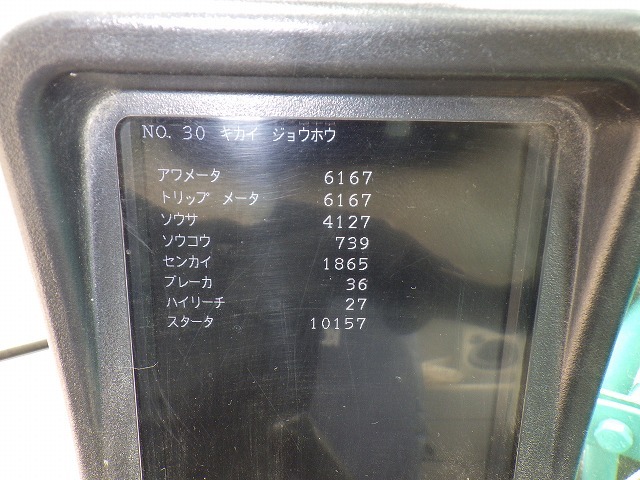 NO. 30 キカイ ジョウホウ
アワメータ 6167
トリップ メータ 6167
ソウサ 4127
ソウコウ 739
センカイ 1865
ブレーカ 36
ハイリーチ 27
スタータ 10157